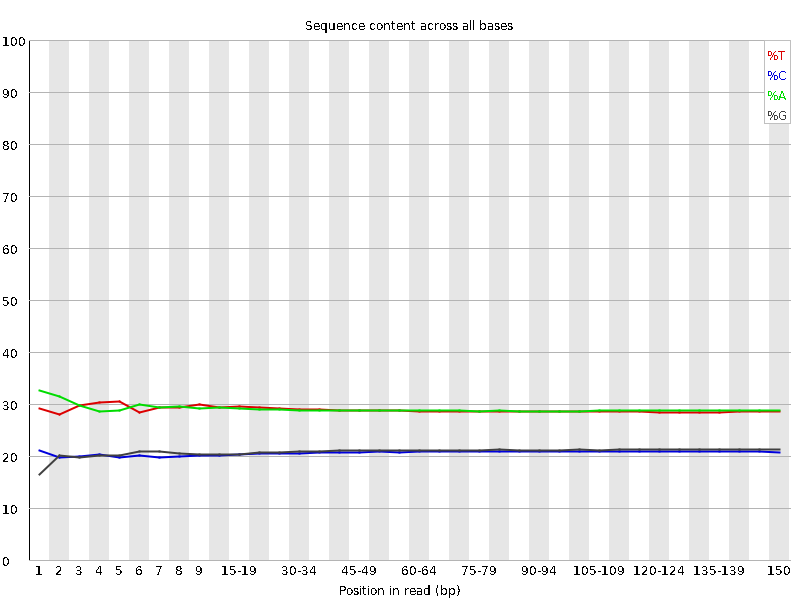 Sequence content across all bases
100
90
80
70
60
50
40
30
20
10
0
%T
%C
%A
%G
1 2 3 4 5 6 7 8 9 15-19 30-34 45-49 60-64 75-79 90-94 105-109 120-124 135-139 150
Position in read (bp)